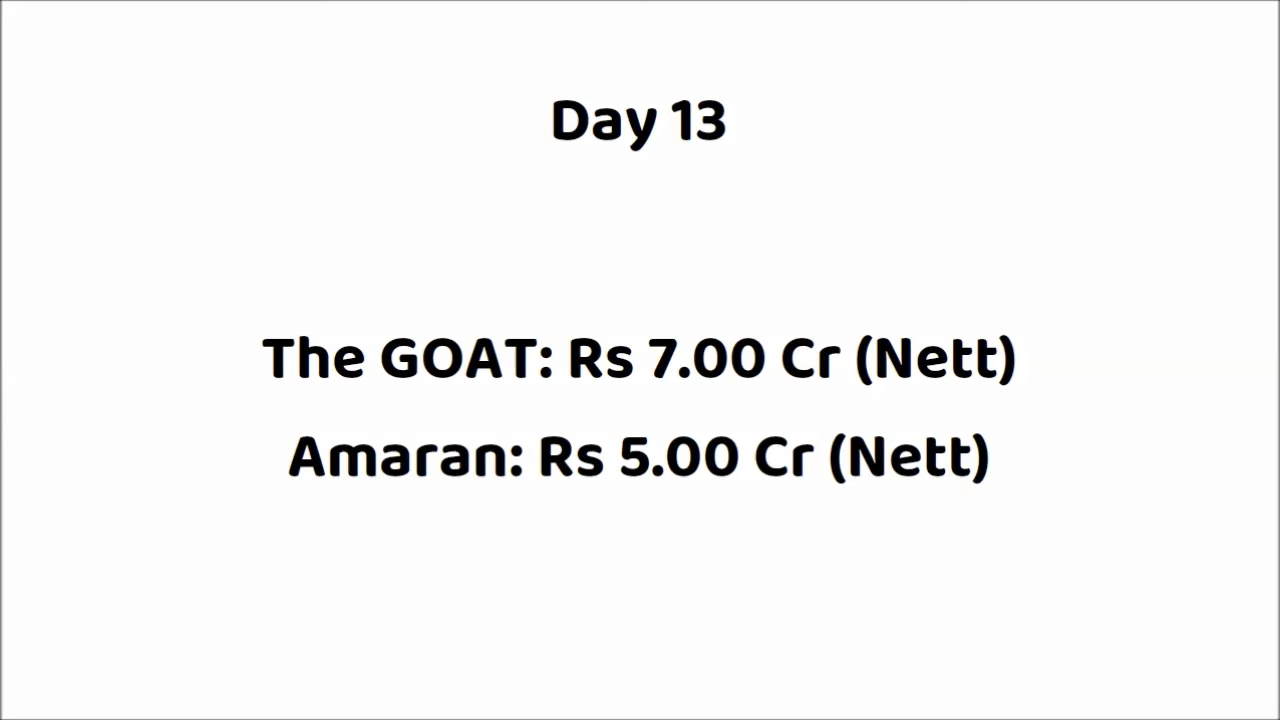 Day 13
The GOAT: Rs 7.00 Cr (Nett)
Amaran: Rs 5.00 Cr (Nett)